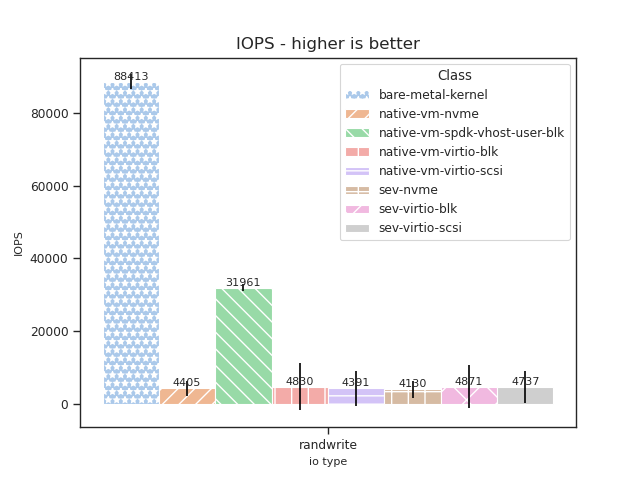 IOPS - higher is better
88413
4405
31961
4830
4391
4130
4871
4737
Class
bare-metal-kernel
native-vm-nvme
native-vm-spdk-vhost-user-blk
native-vm-virtio-blk
native-vm-virtio-scsi
sev-nvme
sev-virtio-blk
sev-virtio-scsi
80000
60000
40000
20000
0
IOPS
randwrite
io type